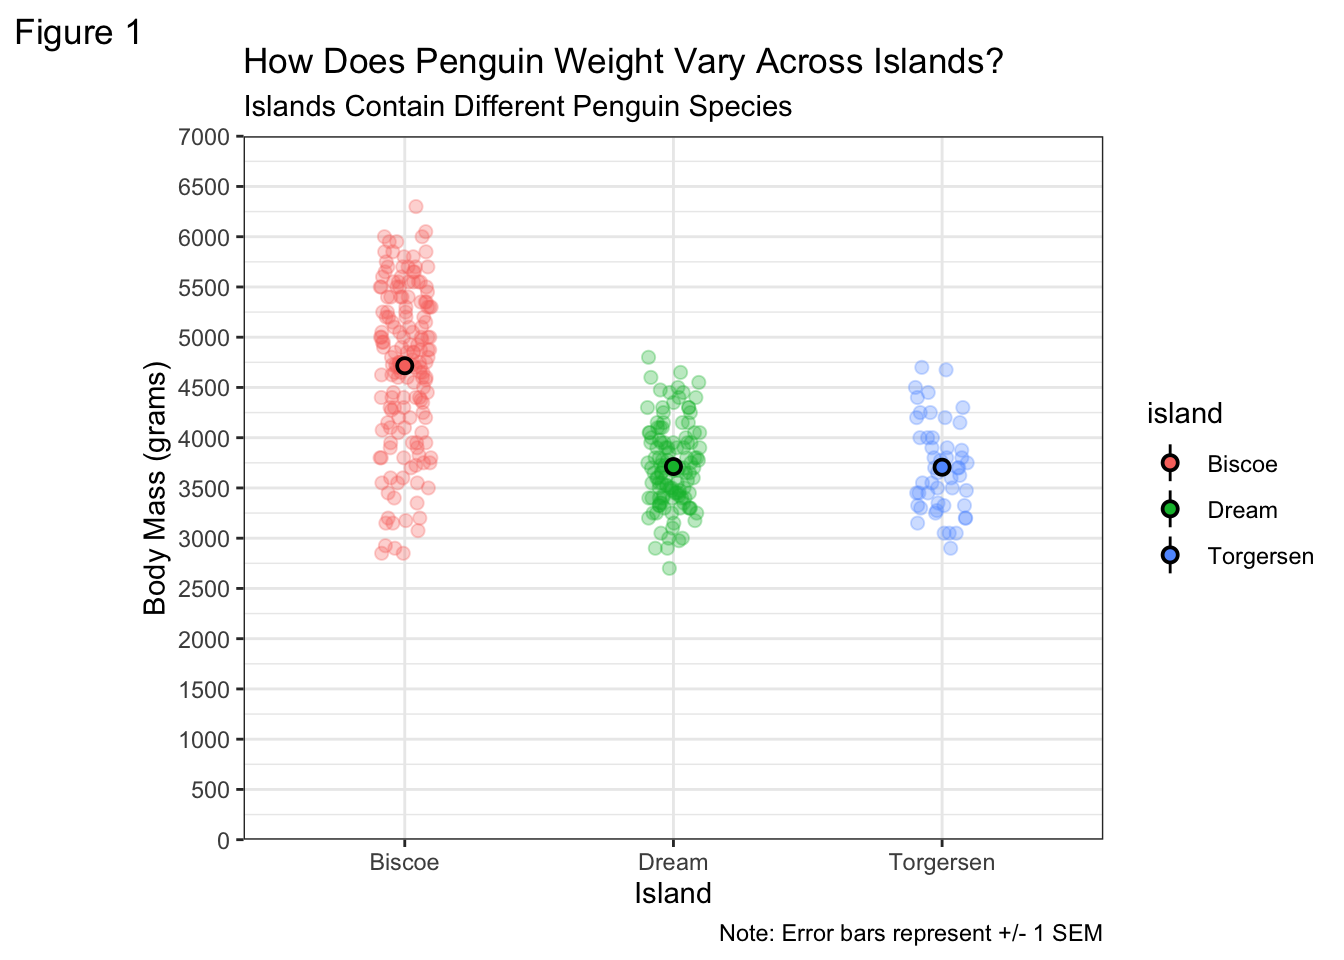 Figure 1
How Does Penguin Weight Vary Across Islands?
Islands Contain Different Penguin Species
7000
6500
6000
5500
5000
4500
4000
3500
3000
2500
2000
1500
1000
500
0
Body Mass (grams)
Biscoe
Dream
Torgersen
Island
island
Biscoe
Dream
Torgersen
Note: Error bars represent +/- 1 SEM